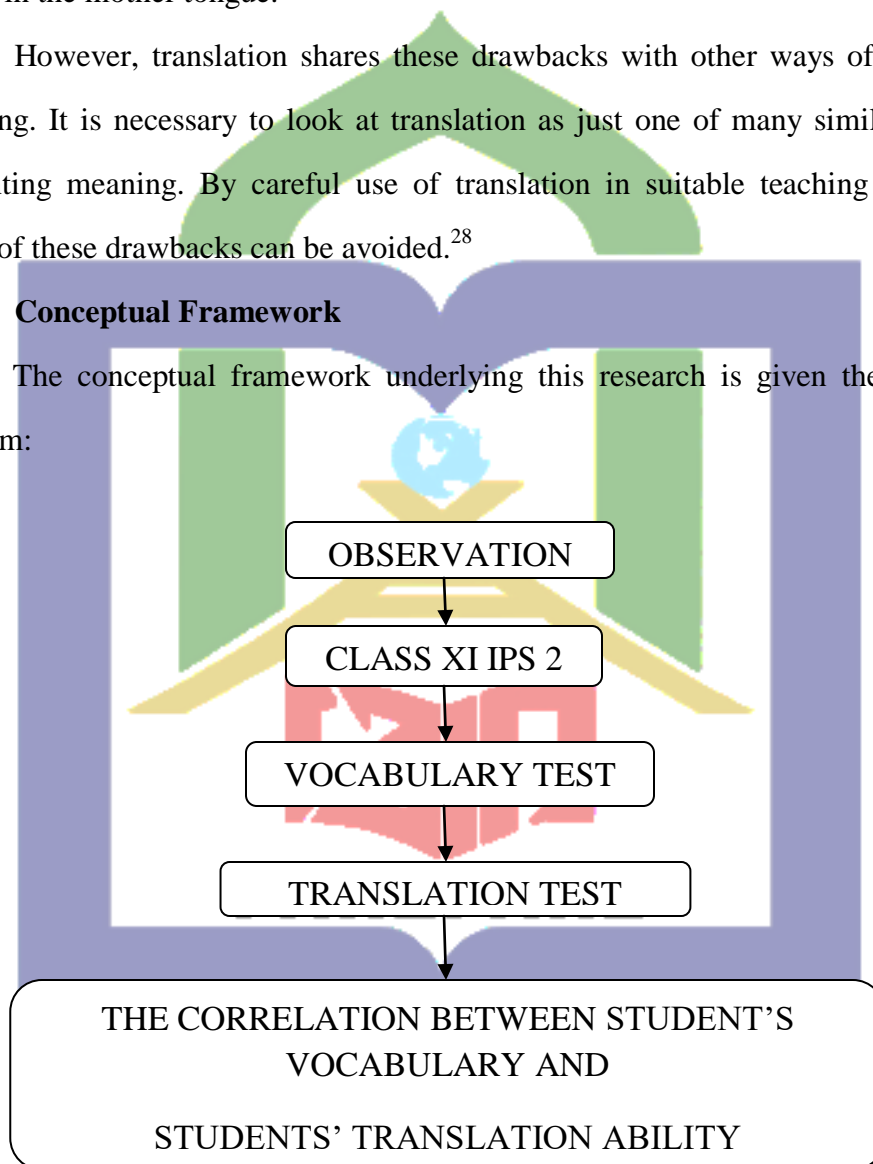 in the mother tongue.
However, translation shares these drawbacks with other ways of
It is necessary to look at translation as just one of many
meaning. By careful use of translation in suitable teaching
of these drawbacks can be avoided.28
Conceptual Framework
The conceptual framework underlying this research is given the
OBSERVATION
CLASS XI IPS 2
VOCABULARY TEST
TRANSLATION TEST
THE CORRELATION BETWEEN STUDENT’S
VOCABULARY AND
STUDENTS’ TRANSLATION ABILITY